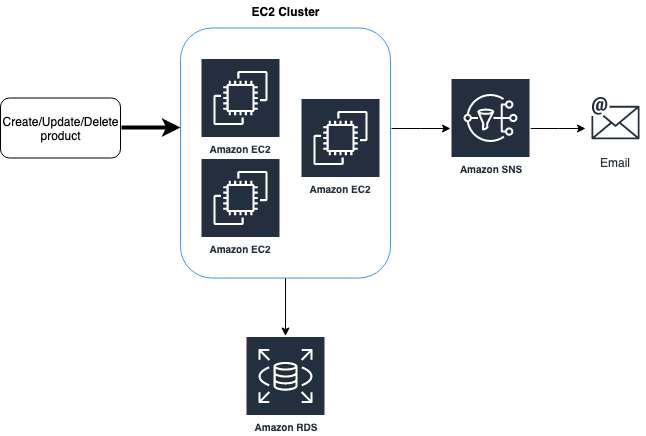 EC2 Cluster
Create/Update/Delete
product
Amazon EC2
Amazon EC2
Amazon EC2
Amazon SNS
@
Email
Amazon RDS